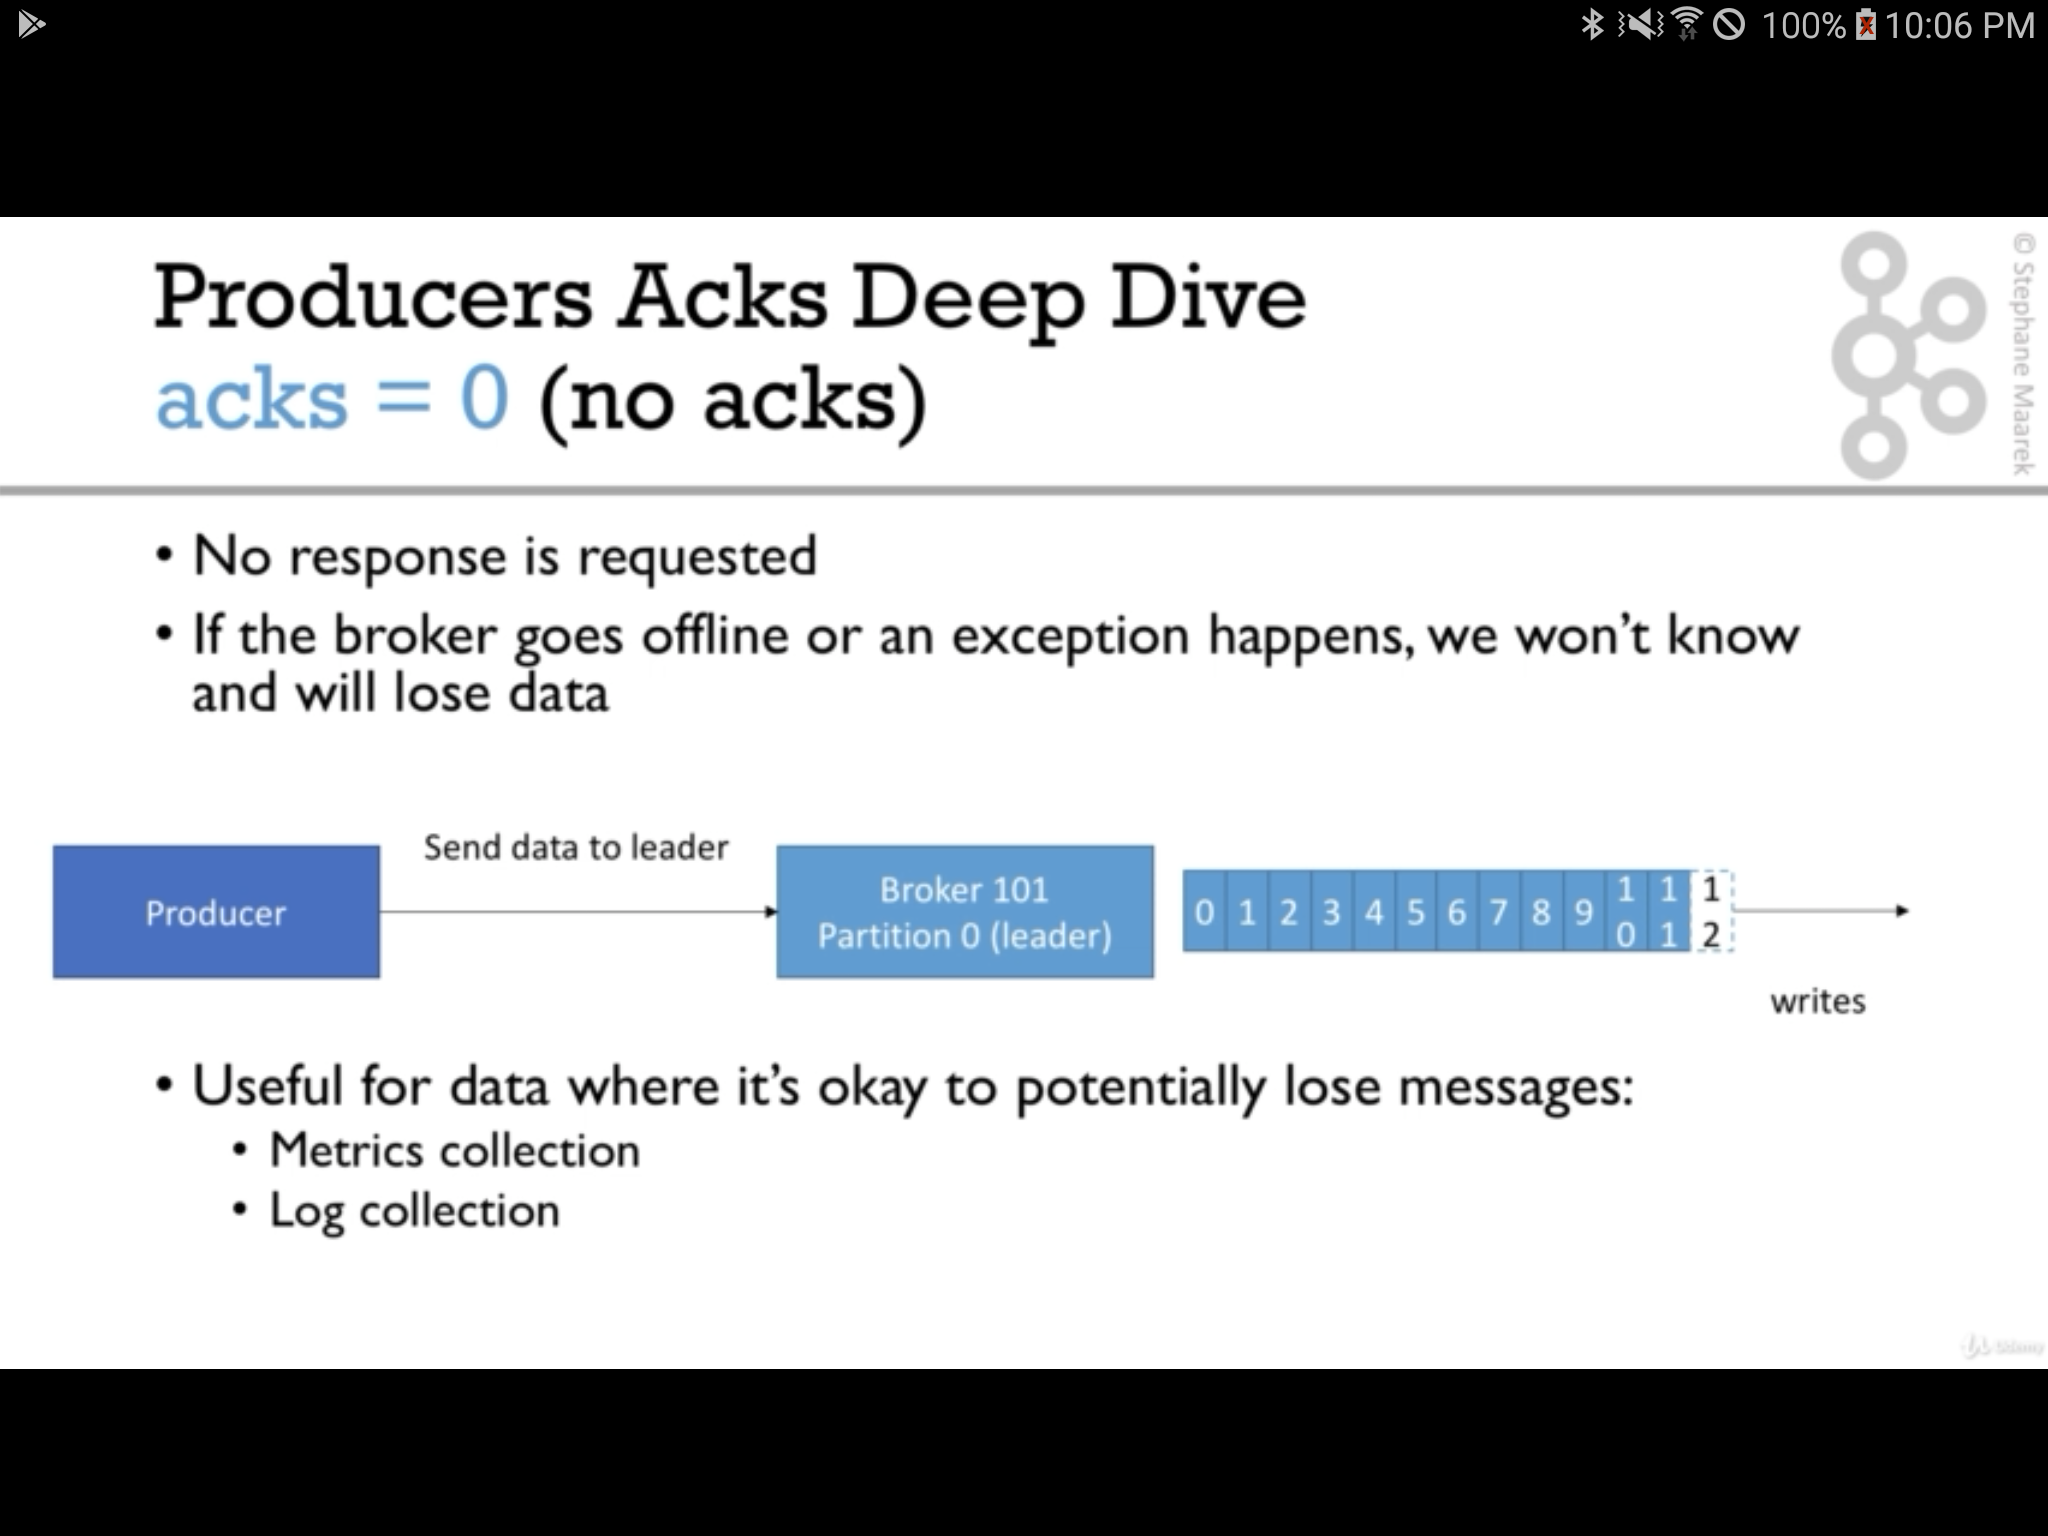 100% 10:06 PM
Producers Acks Deep Dive
acks = 0 (no acks)
© Stephane Maarek
• No response is requested
• If the broker goes offline or an exception happens, we won't know
and will lose data
Send data to leader
Producer
Broker 101
Partition 0 (leader)
0 1 2 3 4 5 6 7 8 9 10 11 12
writes
• Useful for data where it's okay to potentially lose messages:
• Metrics collection
• Log collection
Udemy